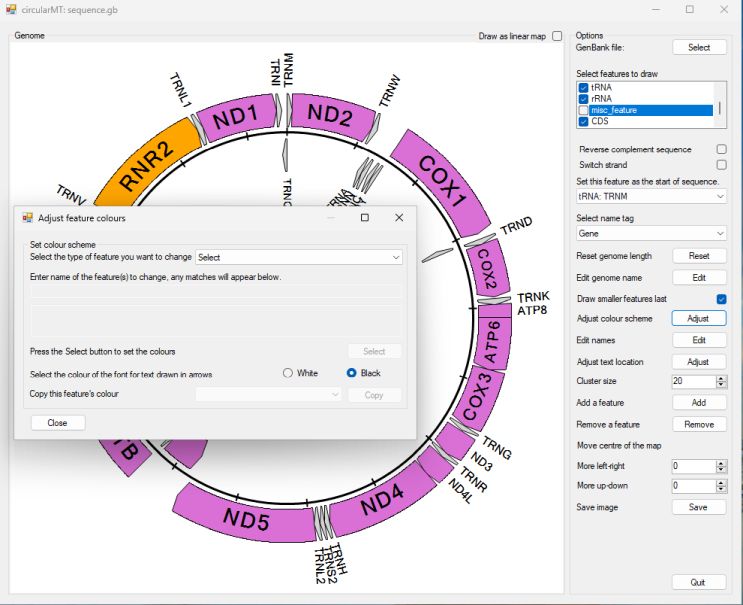 circularMT: sequence.gb
Genome
Draw as linear map
TRNL1
TRNI
TRNM
TRNW
ND1
ND2
RNR2
COX1
TRNV
TRND
COX2
TRNK
ATP8
ATP6
COX3
TRNG
ND3
TRNR
ND4L
ND4
TRNH
TRNS2
TRNL2
ND5
Adjust feature colours
Set colour scheme
Select the type of feature you want to change
Select
Enter name of the feature(s) to change, any matches will appear below.
Press the Select button to set the colours
Select
Select the colour of the font for text drawn in arrows
White
Black
Copy this feature's colour
Copy
Close
Options
GenBank file:
Select
Select features to draw
tRNA
rRNA
misc_feature
CDS
Reverse complement sequence
Switch strand
Set this feature as the start of sequence.
tRNA: TRNM
Select name tag
Gene
Reset genome length
Reset
Edit genome name
Edit
Draw smaller features last
Adjust colour scheme
Adjust
Edit names
Edit
Adjust text location
Adjust
Cluster size
20
Add a feature
Add
Remove a feature
Remove
Move centre of the map
More left-right
0
More up-down
0
Save image
Save
Quit